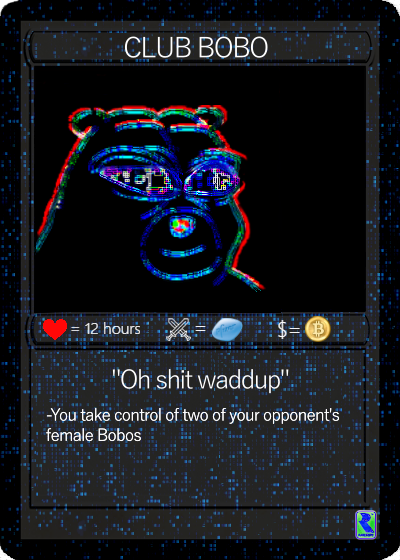 CLUB BOBO
= 12 hours = $= ₿
"Oh shit waddup"
-You take control of two of your opponent's
female Bobos